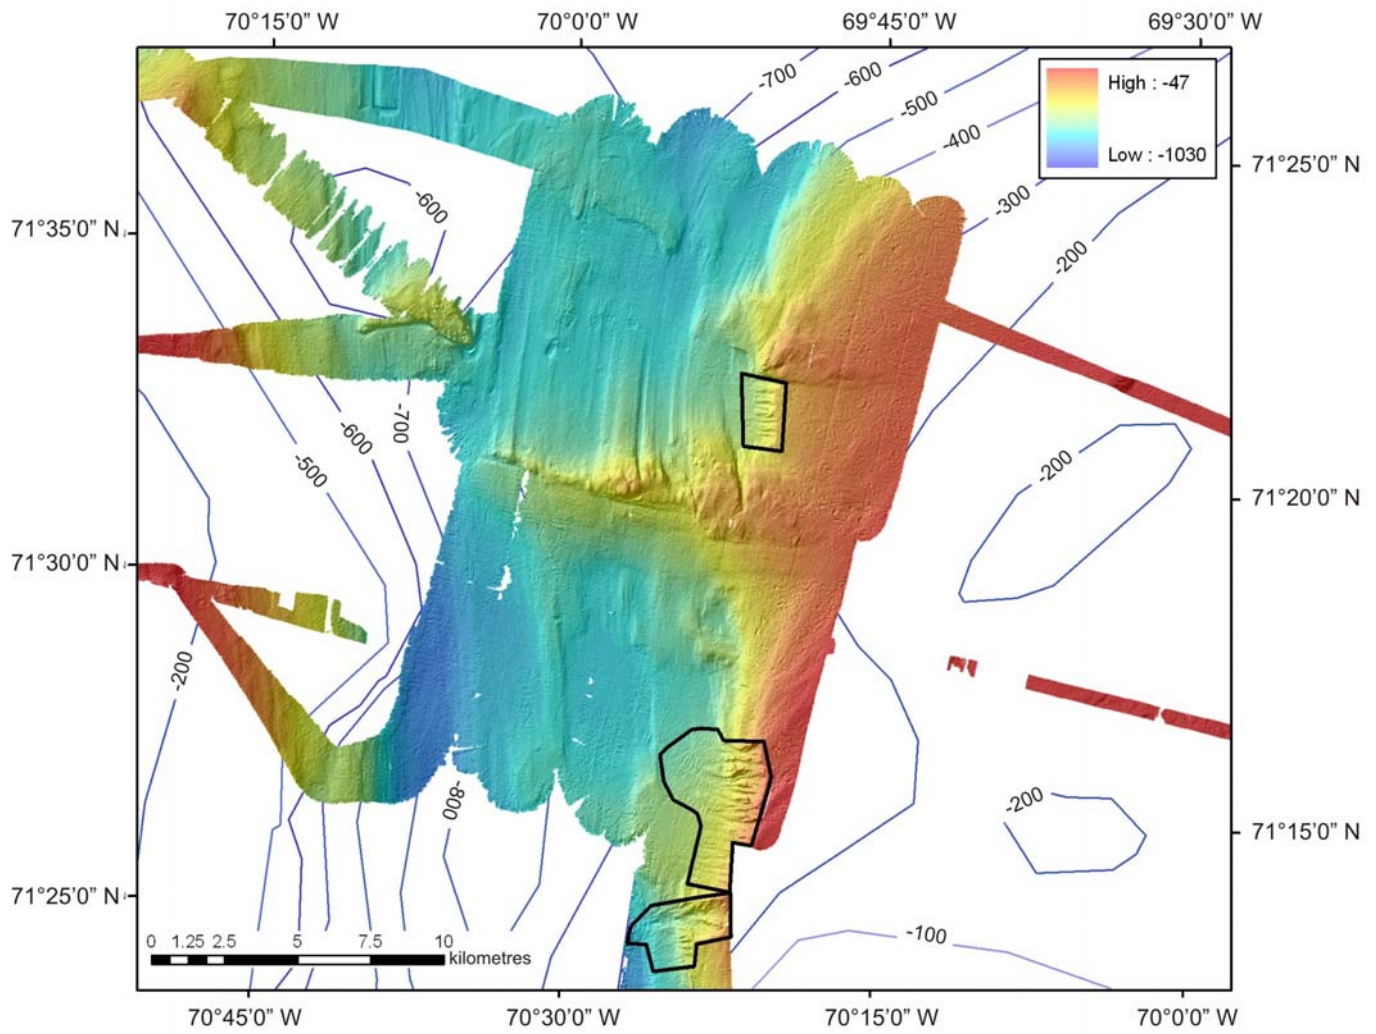 70°15’0” W 70°0’0” W 69°45’0” W 69°30’0” W
High : -47
Low : -1030
-700
-600
-500
-400
-300
-200
71°25’0” N
71°35’0” N
-600
-700
-600
-500
-200
71°20’0” N
71°30’0” N
-200
-200
-800
71°15’0” N
71°25’0” N
-100
0 1.25 2.5 5 7.5 10
kilometres
70°45’0” W 70°30’0” W 70°15’0” W 70°0’0” W